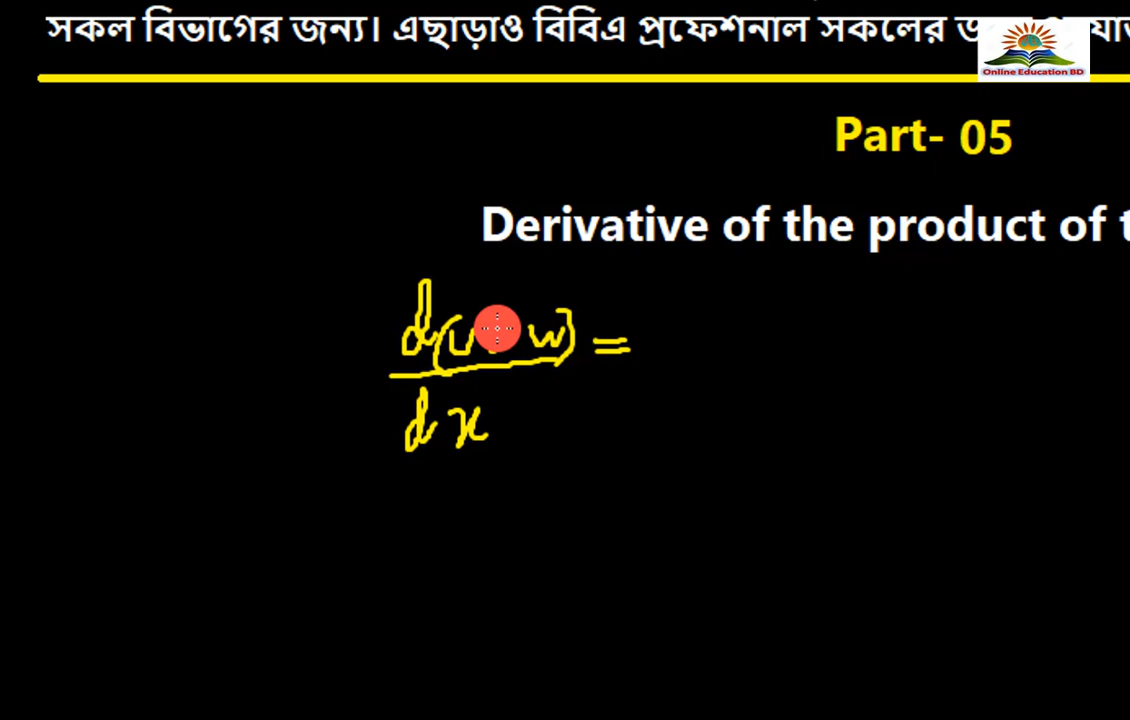 সকল বিভাগের জন্য। এছাড়াও বিবিএ প্রফেশনাল সকলের
Online Education BD
Part- 05
Derivative of the product of
d(u w) =
dx